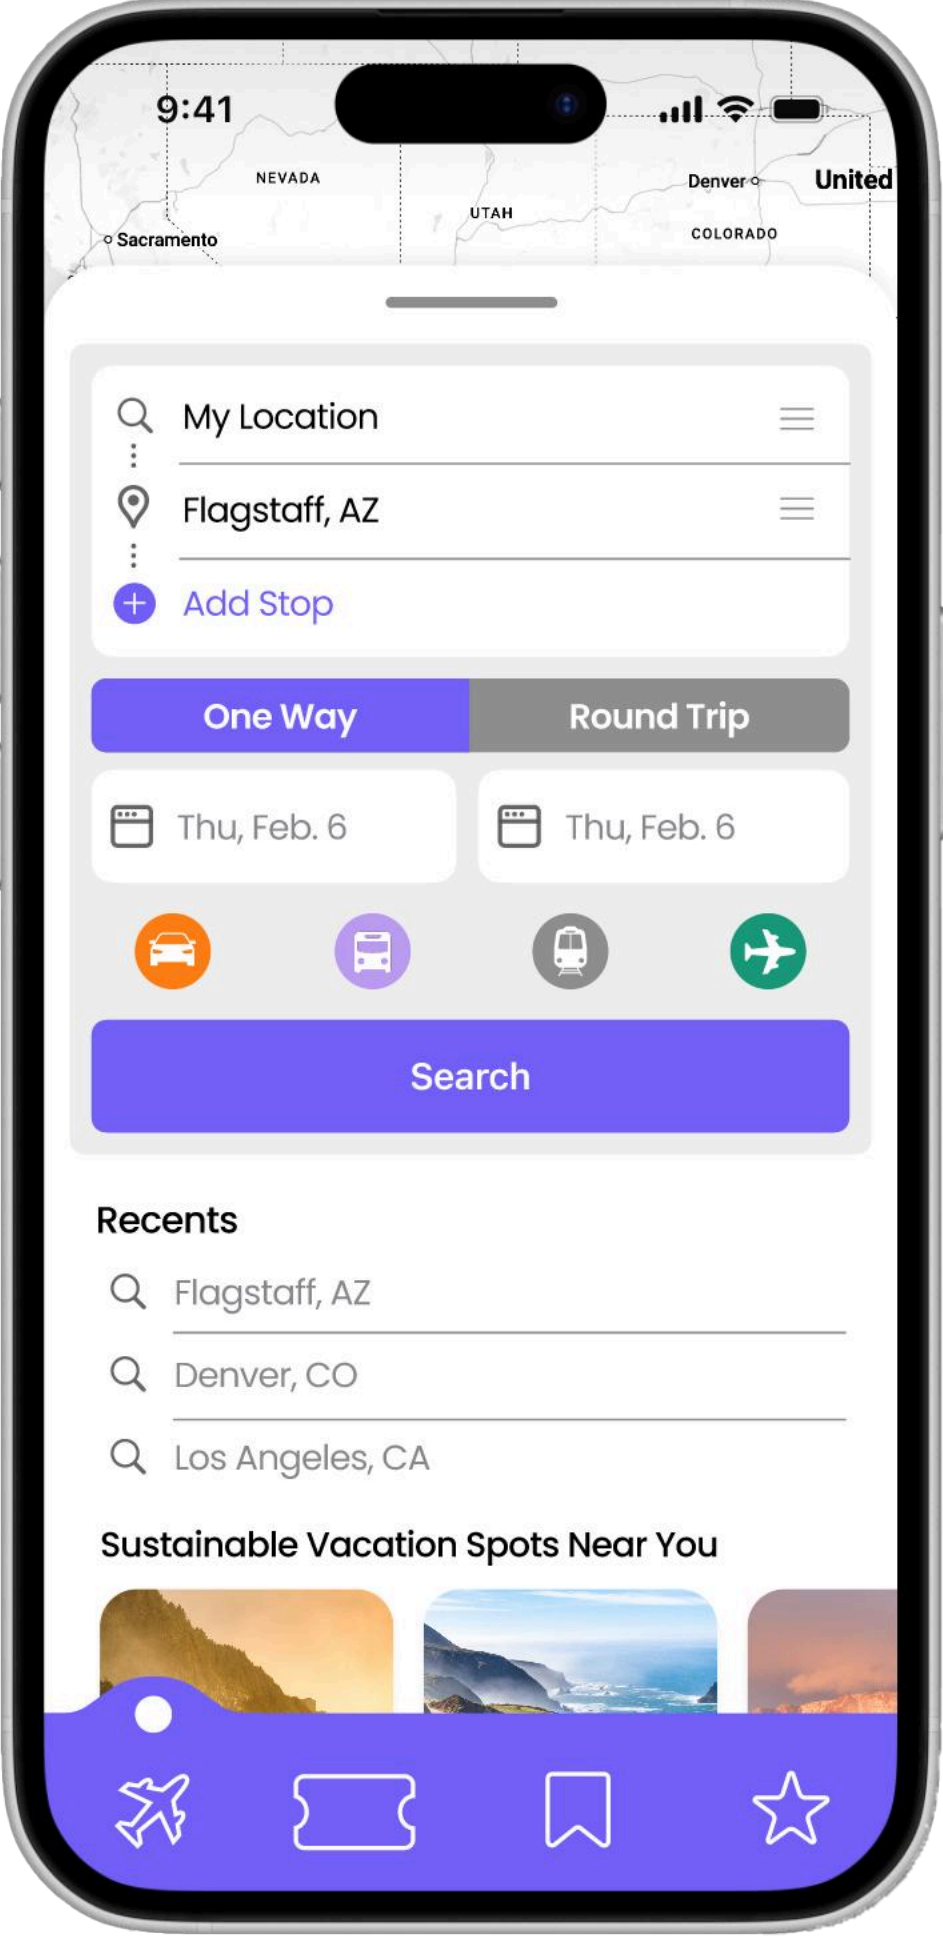 9:41
NEVADA
UTAH
Denver
United
COLORADO
Sacramento
My Location
Flagstaff, AZ
Add Stop
One Way
Round Trip
Thu, Feb. 6
Thu, Feb. 6
Search
Recents
Flagstaff, AZ
Denver, CO
Los Angeles, CA
Sustainable Vacation Spots Near You